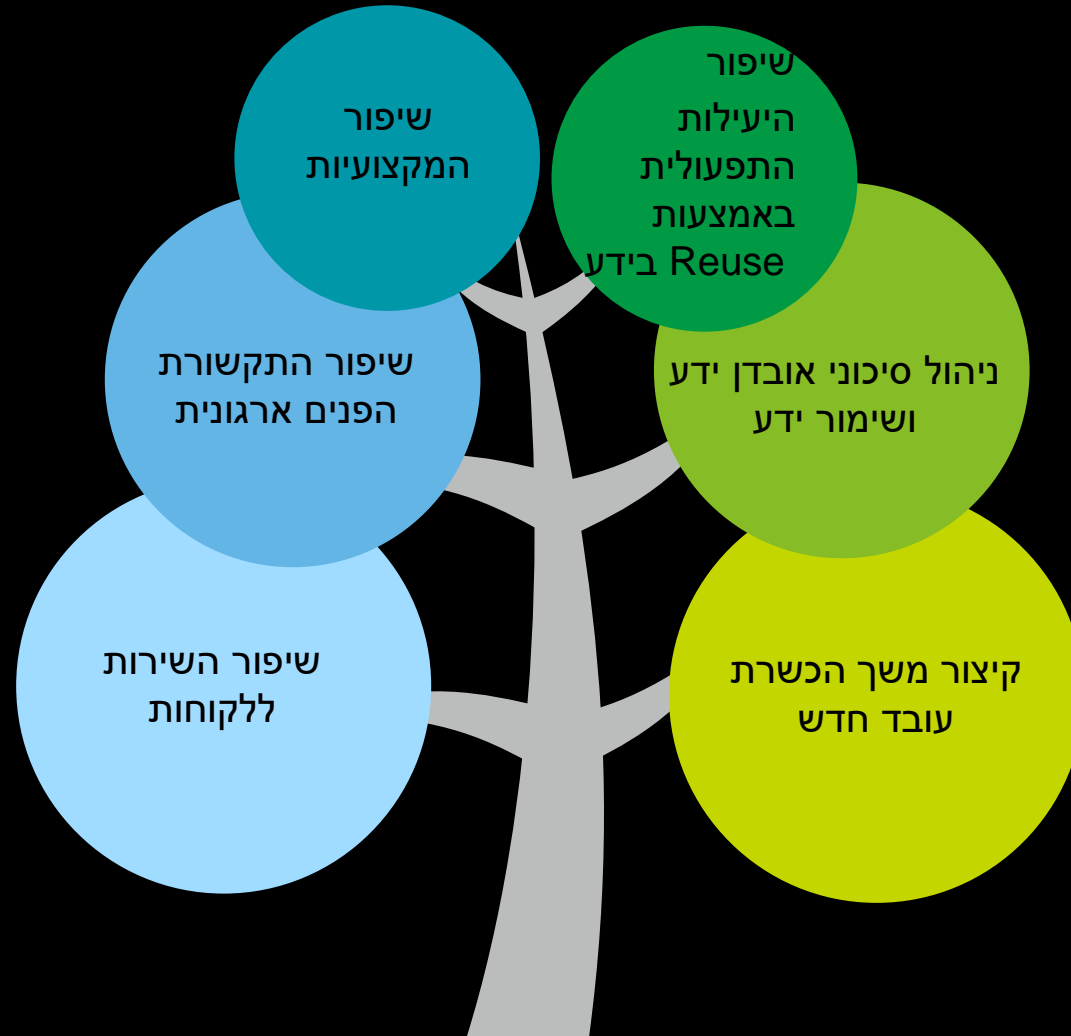 שיפור
היעילות
התפעולית
באמצעות
Reuse בידע
שיפור
המקצועיות
ניהול סיכוני אובדן ידע
ושימור ידע
שיפור התקשורת
הפנים ארגונית
קיצור משך הכשרת
עובד חדש
שיפור השירות
ללקוחות